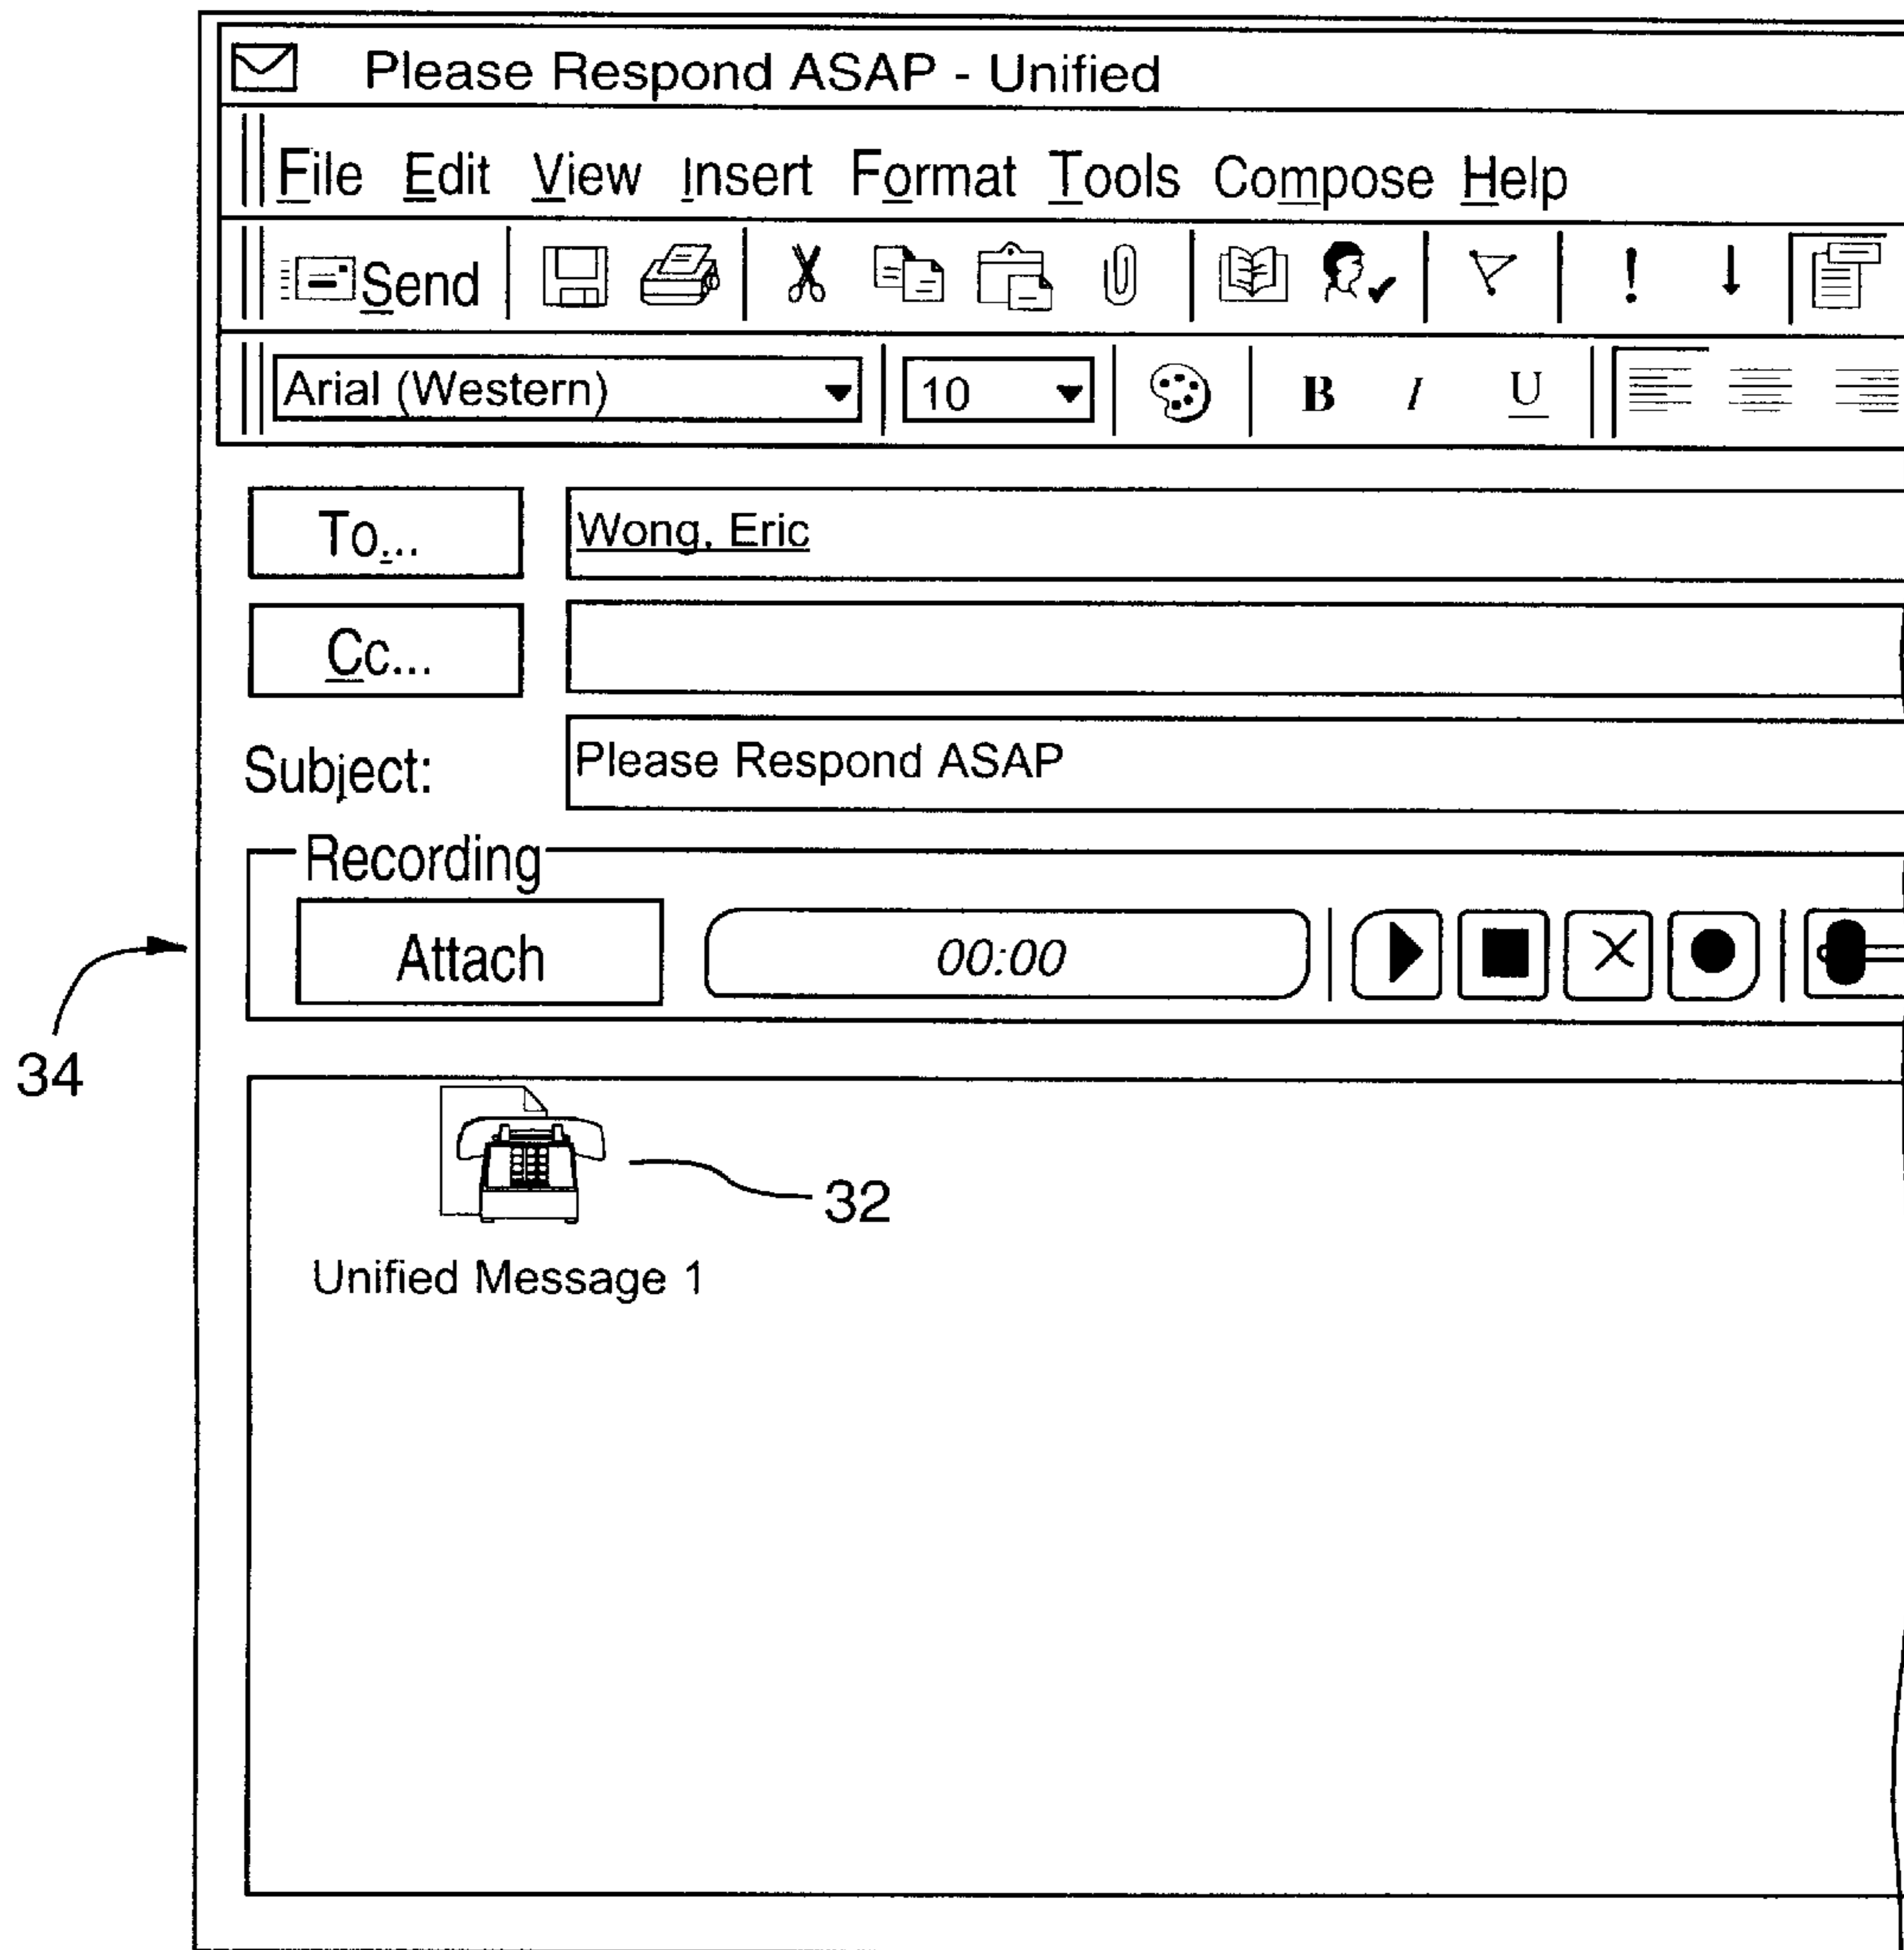 Please Respond ASAP - Unified
File Edit View Insert Format Tools Compose Help
Send ! 
Arial (Western) 10 B I U
To... Wong, Eric
Cc...
Subject: Please Respond ASAP
Recording
Attach 00:00
34
32
Unified Message 1